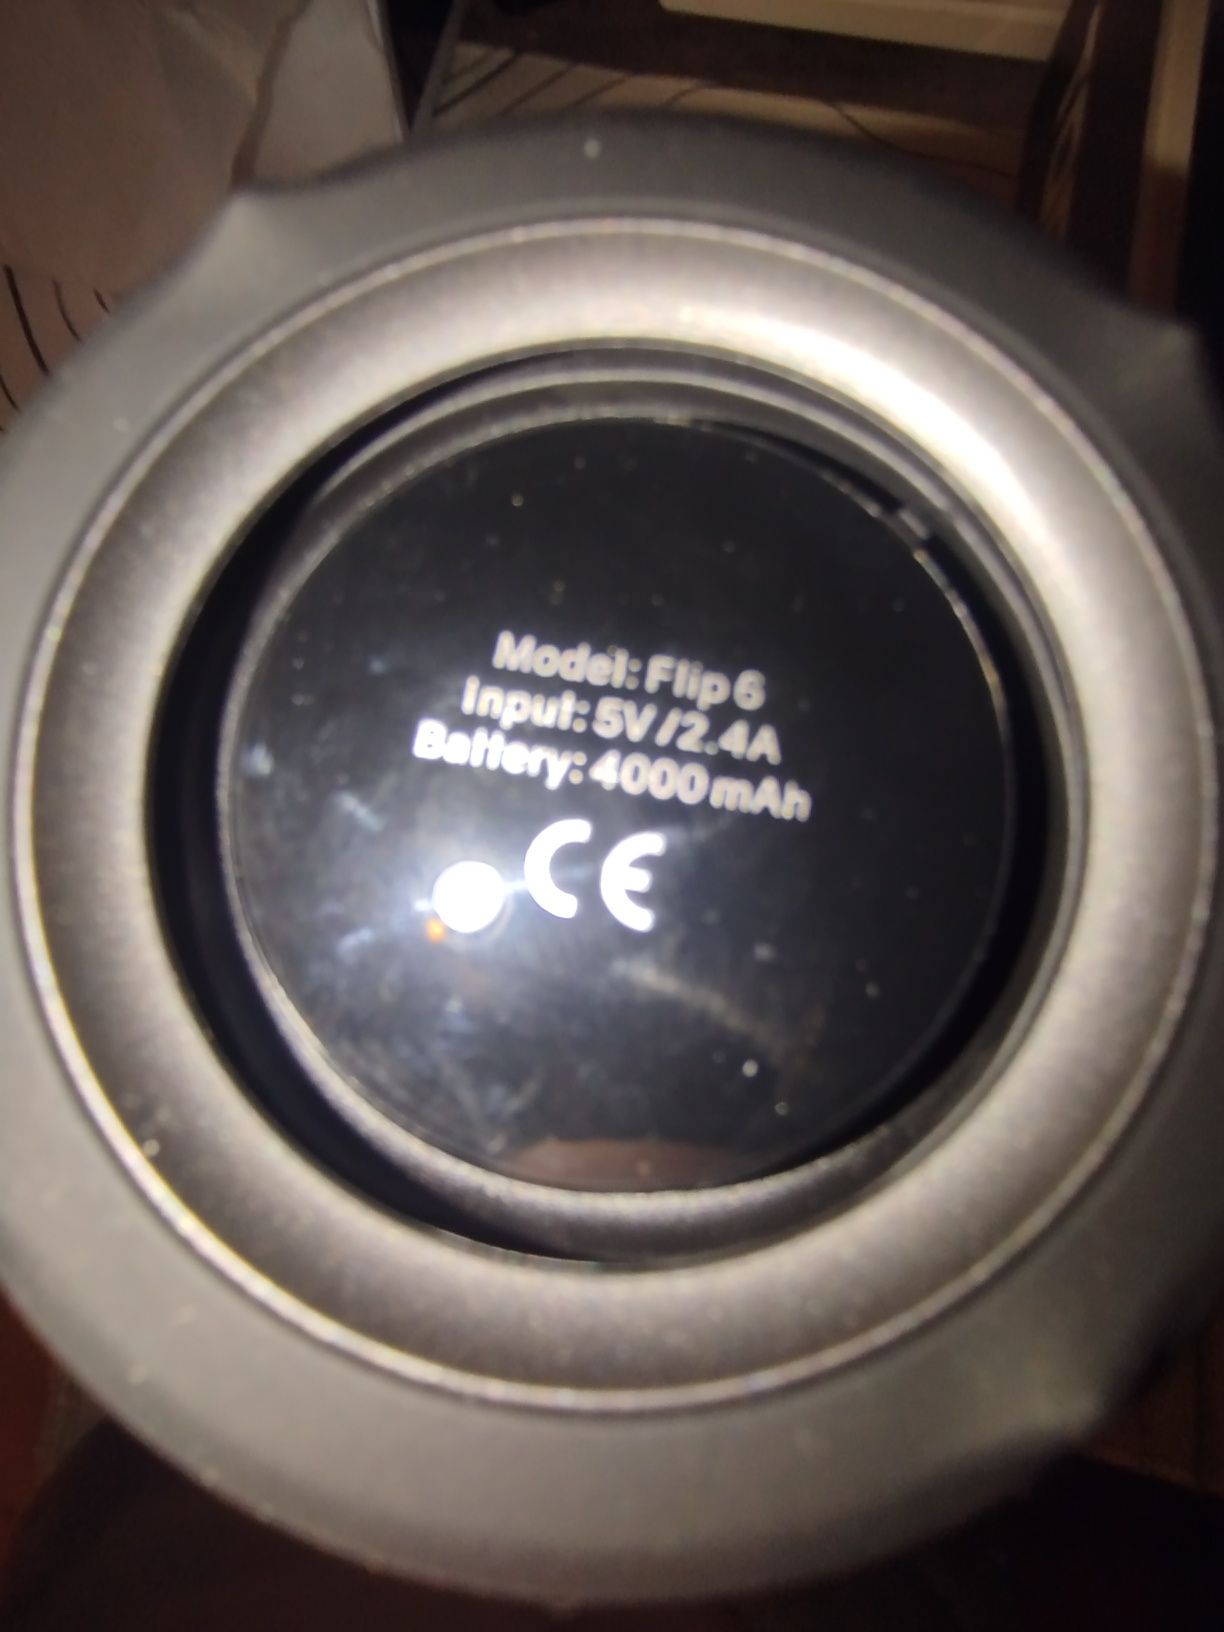 Model: Flip 6
Input: 5V/2.4A
Battery: 4000mAh
CE